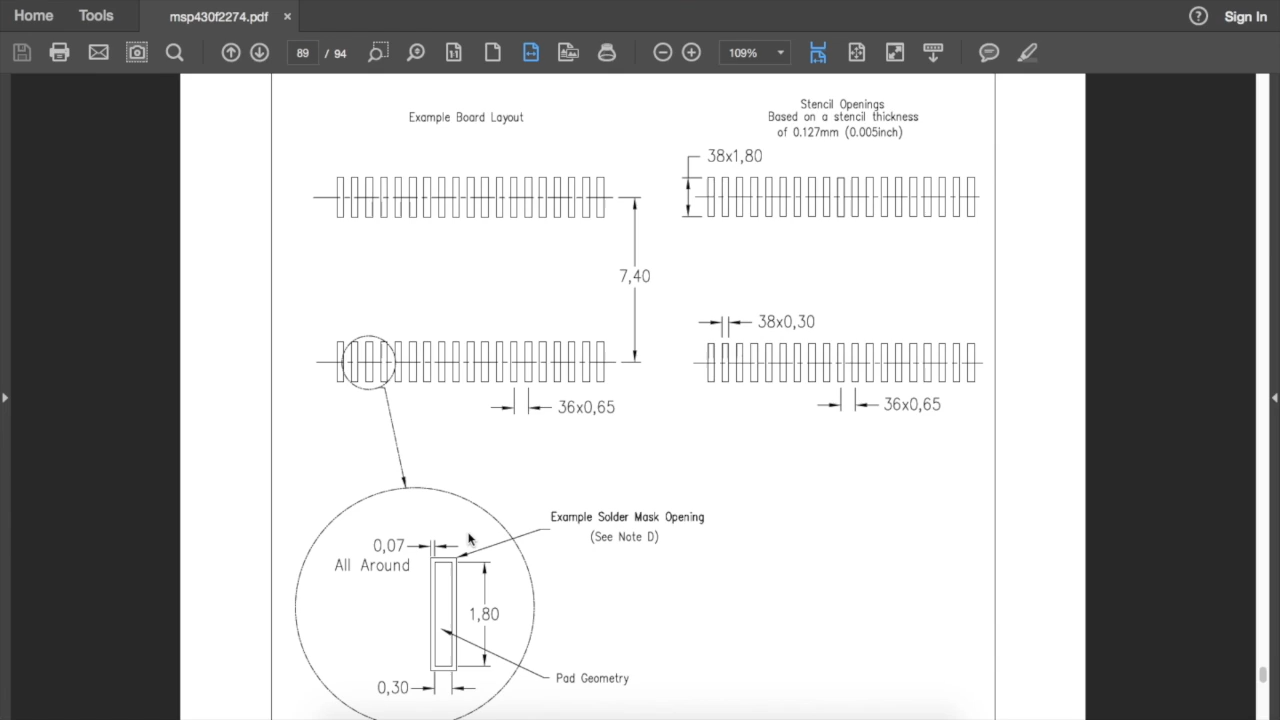 Home
Tools
msp430f2274.pdf
×
Sign In
89
/ 94
109%
Example Board Layout
Stencil Openings
Based on a stencil thickness
of 0.127mm (0.005inch)
38x1,80
7,40
38x0,30
36x0,65
36x0,65
Example Solder Mask Opening
(See Note D)
0,07
All Around
1,80
Pad Geometry
0,30